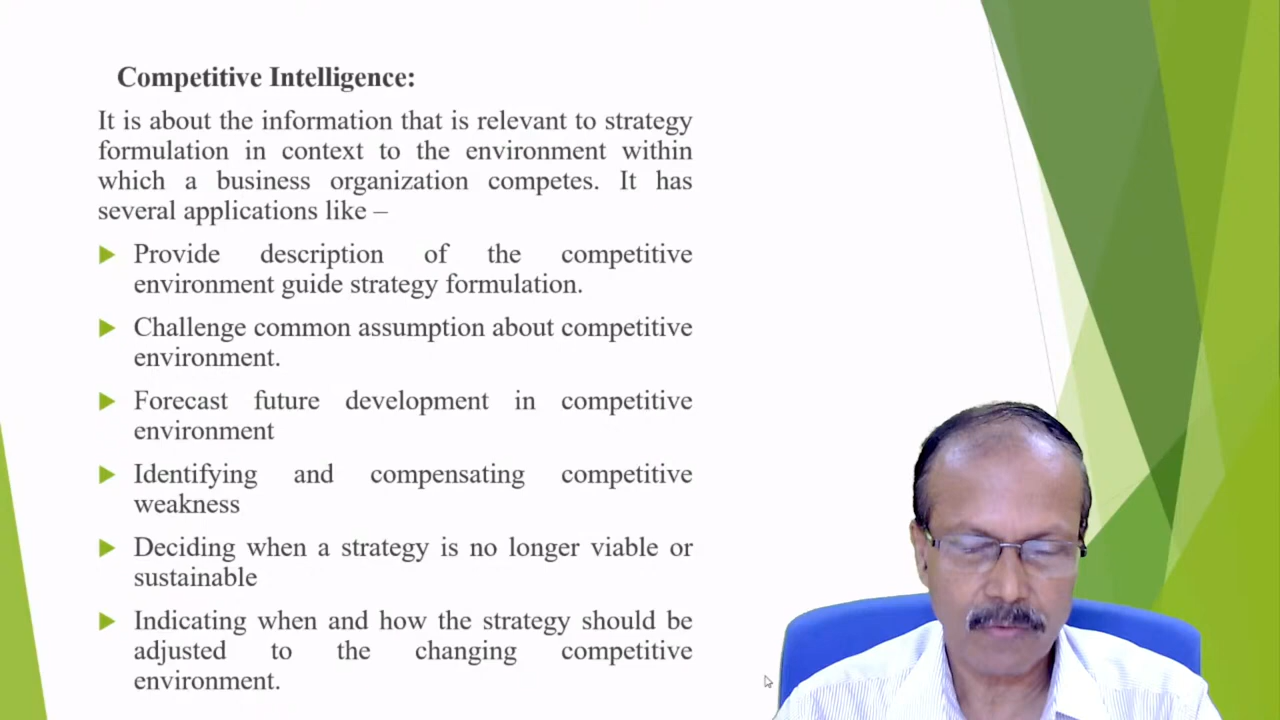 Competitive Intelligence:
It is about the information that is relevant to strategy
formulation in context to the environment within
which a business organization competes. It has
several applications like –
Provide description of the competitive
environment guide strategy formulation.
Challenge common assumption about competitive
environment.
Forecast future development in competitive
environment
Identifying and compensating competitive
weakness
Deciding when a strategy is no longer viable or
sustainable
Indicating when and how the strategy should be
adjusted to the changing competitive
environment.